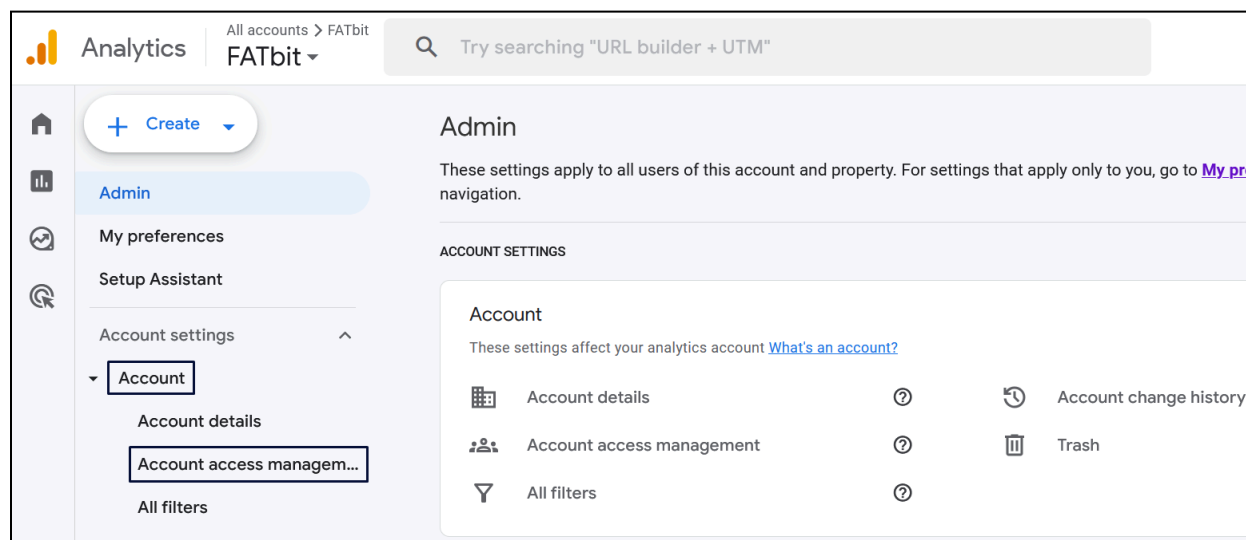 Analytics
All accounts > FATbit
FATbit
Try searching "URL builder + UTM"
Create
Admin
My preferences
Setup Assistant
Account settings
Account
Account details
Account access managem...
All filters
Admin
These settings apply to all users of this account and property. For settings that apply only to you, go to My
navigation.
ACCOUNT SETTINGS
Account
These settings affect your analytics account What's an account?
Account details
Account change history
Account access management
Trash
All filters